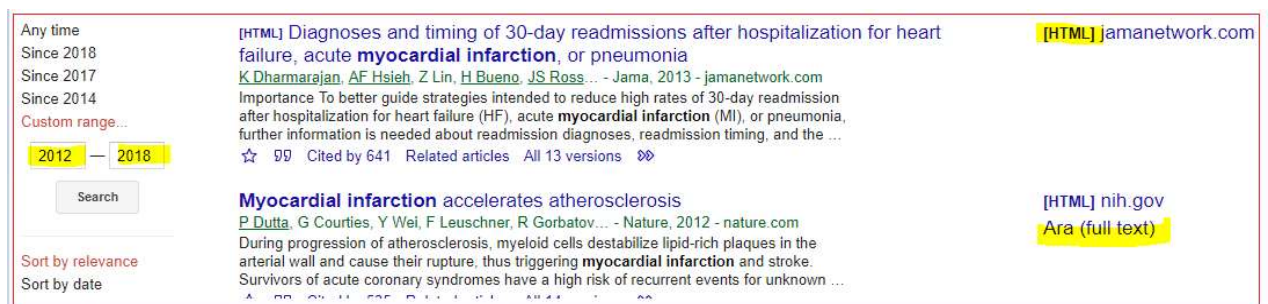 Any time
Since 2018
Since 2017
Since 2014
Custom range...
2012 — 2018
Search
Sort by relevance
Sort by date
[HTML] Diagnoses and timing of 30-day readmissions after hospitalization for heart
failure, acute myocardial infarction, or pneumonia
K Dharmarajan, AF Hsieh, Z Lin, H Bueno, JS Ross... - Jama, 2013 - jamanetwork.com
Importance To better guide strategies intended to reduce high rates of 30-day readmission
after hospitalization for heart failure (HF), acute myocardial infarction (MI), or pneumonia,
further information is needed about readmission diagnoses, readmission timing, and the ...
Cited by 641 Related articles All 13 versions
[HTML] jamanetwork.com
Myocardial infarction accelerates atherosclerosis
P Dutta, G Courties, Y Wei, F Leuschner, R Gorbatov... - Nature, 2012 - nature.com
During progression of atherosclerosis, myeloid cells destabilize lipid-rich plaques in the
arterial wall and cause their rupture, thus triggering myocardial infarction and stroke.
Survivors of acute coronary syndromes have a high risk of recurrent events for unknown ...
[HTML] nih.gov
Ara (full text)